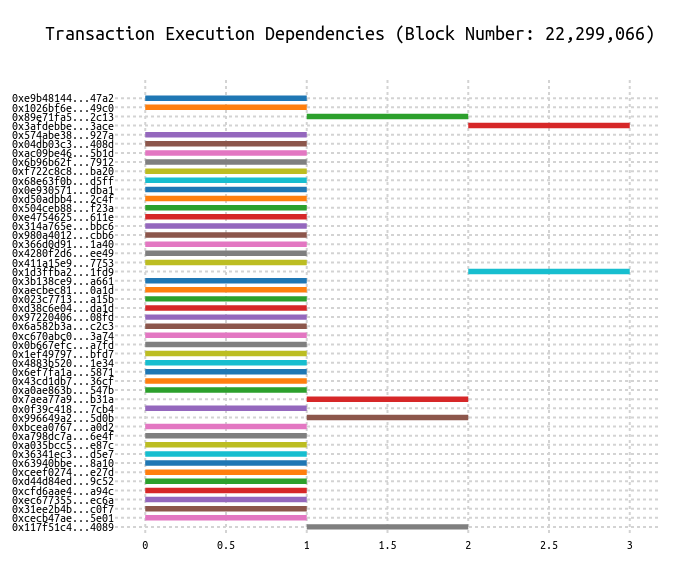 Transaction Execution Dependencies (Block Number: 22,299,066)
0xe9b48144...47a2
0x1026bf6e...49c0
0x89e71fa5...2c13
0x3afdebbe...3ace
0x574abe38...927a
0x04db03c3...408d
0xac09be46...5b1d
0x6b96b62f...7912
0xf722c8c8...ba20
0x68e63f0b...d5ff
0x0e930571...dba1
0xd50adbb4...2c4f
0x504ceb88...f23a
0xe4754625...611e
0x314a765e...bbc6
0x980a4012...cbb6
0x366d0d91...1a40
0x4280f2d6...ee49
0x411a15e9...7753
0x1d3ffba2...1fd9
0x3b138ce9...a661
0xaecbec81...0a1d
0x023c7713...a15b
0xd38c6e04...da1d
0x97220406...08fd
0x6a582b3a...c2c3
0xc670abc0...3a74
0x0b667efc...a7fd
0x1ef49797...bfd7
0x4883b520...1e34
0x6ef7fa1a...5871
0x43cd1db7...36cf
0xa0ae863b...547b
0x7aea77a9...b31a
0x0f39c418...7cb4
0x996649a2...5d0b
0xbcea0767...a0d2
0xa798dc7a...6e4f
0xa035bcc5...e87c
0x36341ec3...d5e7
0x63940bbe...8a10
0xceef0274...e27d
0xd44d84ed...9c52
0xcfd6aae4...a94c
0xec677355...ec6a
0x31ee2b4b...c0f7
0xcecb47ae...5e01
0x117f51c4...4089
0 0.5 1 1.5 2 2.5 3